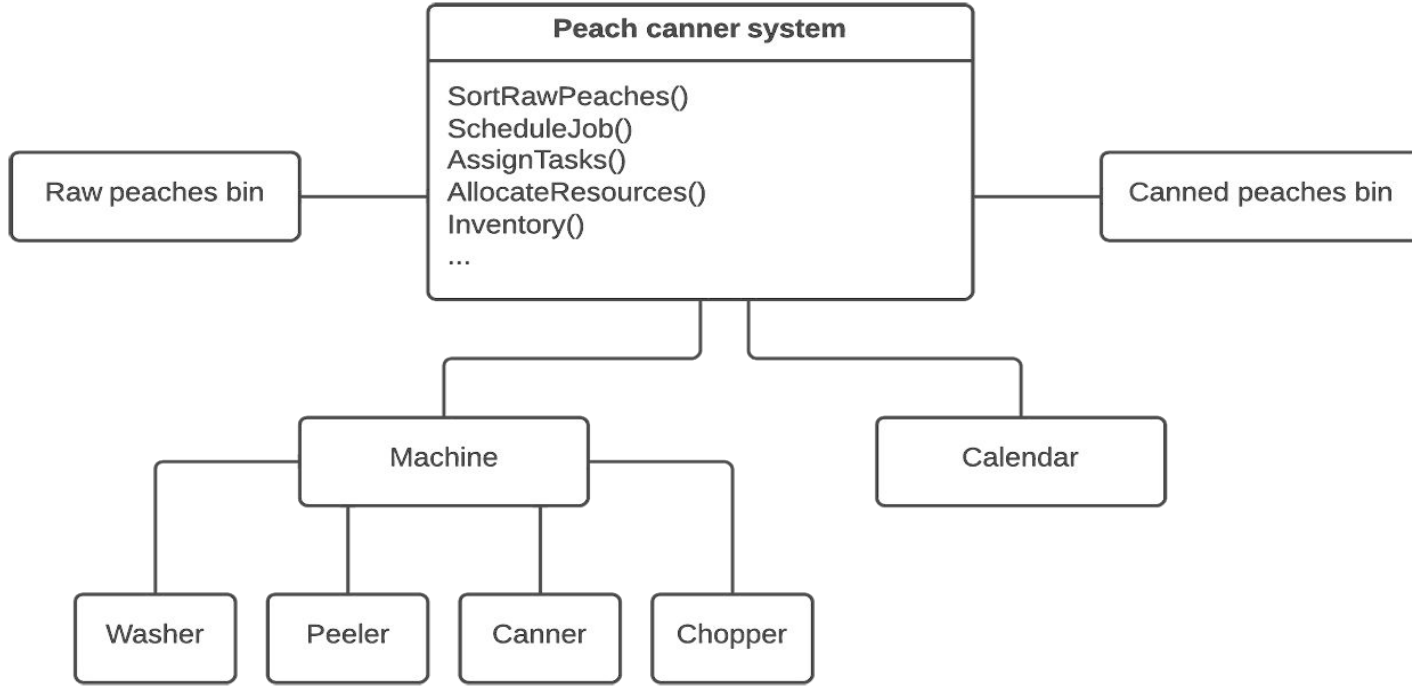 Peach canner system
SortRawPeaches()
ScheduleJob()
AssignTasks()
AllocateResources()
Inventory()
...
Raw peaches bin
Canned peaches bin
Machine
Calendar
Washer
Peeler
Canner
Chopper